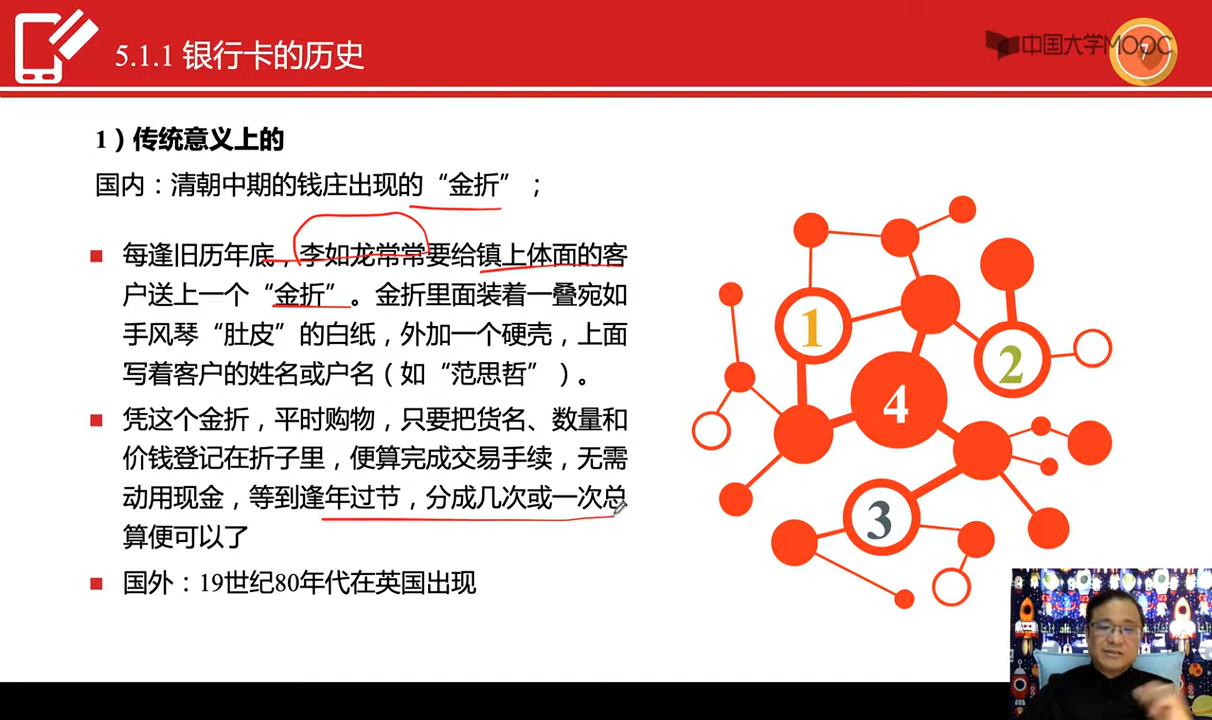 5.1.1 银行卡的历史
中国大学MOOC
1）传统意义上的
国内：清朝中期的钱庄出现的“金折”；
每逢旧历年底，李如龙常常要给镇上体面的客
户送上一个“金折”。金折里面装着一叠宛如
手风琴“肚皮”的白纸，外加一个硬壳，上面
写着客户的姓名或户名（如“范思哲”）。
凭这个金折，平时购物，只要把货名、数量和
价钱登记在折子里，便算完成交易手续，无需
动用现金，等到逢年过节，分成几次或一次总
算便可以了
国外：19世纪80年代在英国出现
1
2
4
3